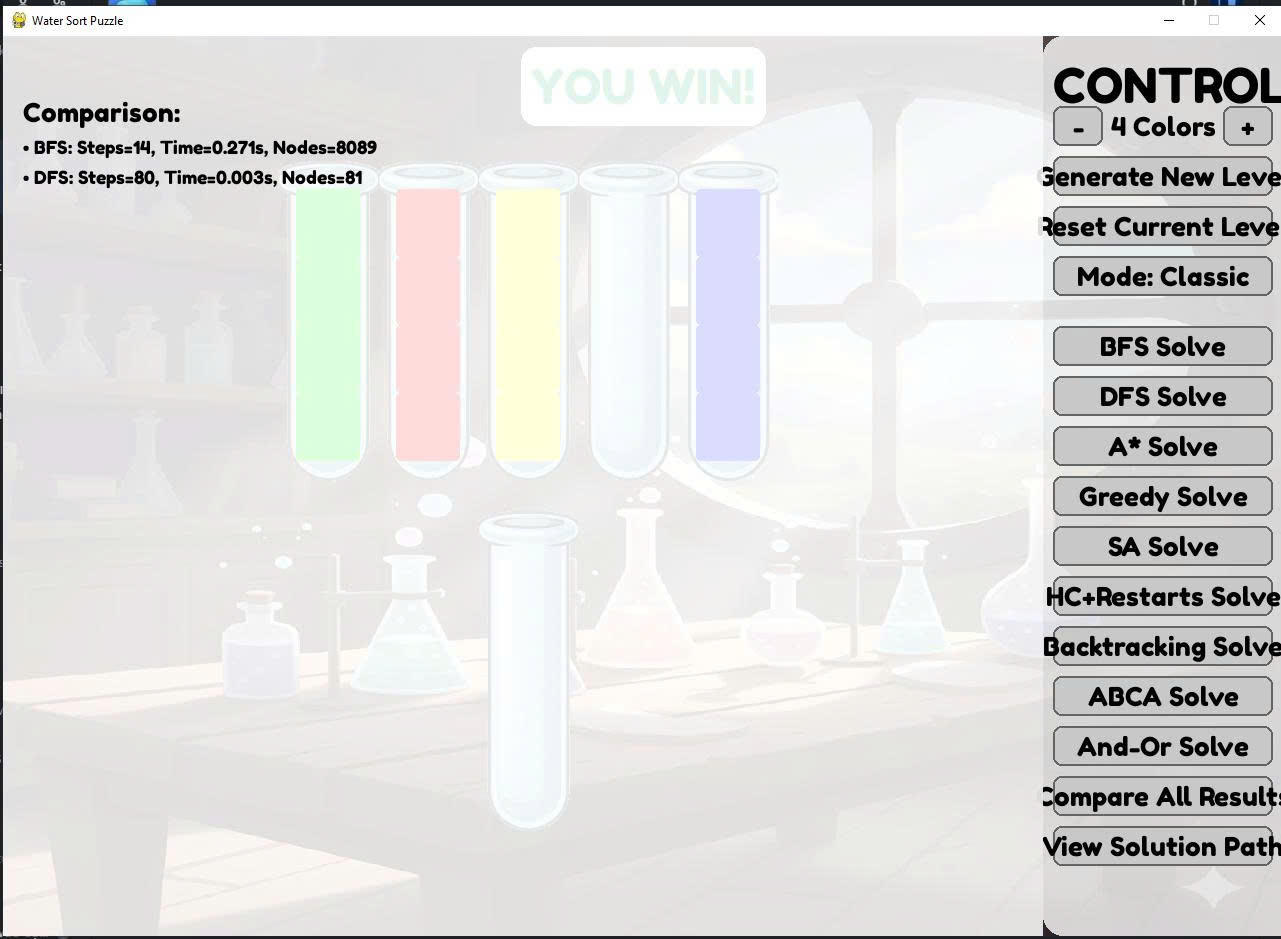 Water Sort Puzzle
YOU WIN!
Comparison:
• BFS: Steps=14, Time=0.271s, Nodes=8089
• DFS: Steps=80, Time=0.003s, Nodes=81
CONTROL
- 4 Colors +
Generate New Leve
Reset Current Leve
Mode: Classic
BFS Solve
DFS Solve
A* Solve
Greedy Solve
SA Solve
HC+Restarts Solve
Backtracking Solve
ABCA Solve
And-Or Solve
Compare All Results
View Solution Path